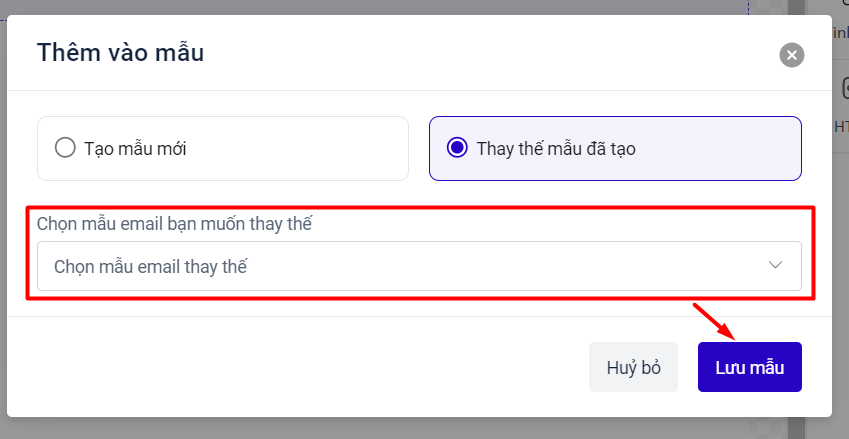 Thêm vào mẫu
Tạo mẫu mới
Thay thế mẫu đã tạo
Chọn mẫu email bạn muốn thay thế
Chọn mẫu email thay thế
Huỷ bỏ
Lưu mẫu